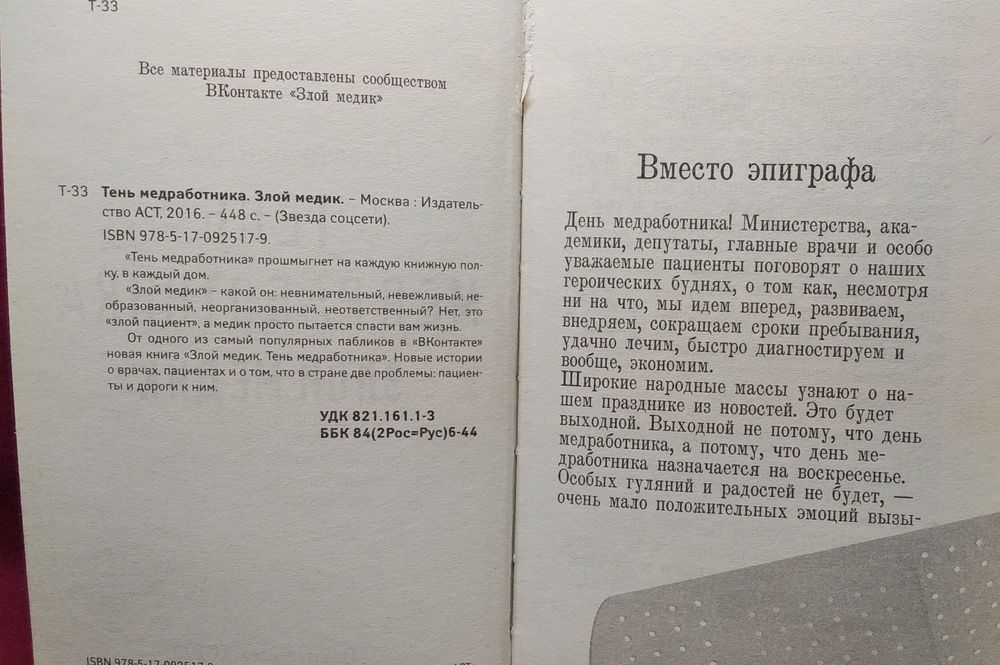 Т-33
Все материалы предоставлены сообществом
ВКонтакте «Злой медик»
Т-33 Тень медработника. Злой медик. – Москва : Издатель-
ство АСТ, 2016. – 448 с. – (Звезда соцсети).
ISBN 978-5-17-092517-9.
«Тень медработника» прошмыгнет на каждую книжную пол-
ку, в каждый дом.
«Злой медик» – какой он: невнимательный, невежливый, не-
образованный, неорганизованный, неответственный? Нет, это
«злой пациент», а медик просто пытается спасти вам жизнь.
От одного из самый популярных пабликов в «ВКонтакте»
новая книга «Злой медик. Тень медработника». Новые истории
о врачах, пациентах и о том, что в стране две проблемы: пациен-
ты и дороги к ним.
УДК 821.161.1-3
ББК 84(2Рос=Рус)6-44
ISBN 978-5-17-092517-9
Вместо эпиграфа
День медработника! Министерства, ака-
демики, депутаты, главные врачи и особо
уважаемые пациенты поговорят о наших
героических буднях, о том как, несмотря
ни на что, мы идем вперед, развиваем,
внедряем, сокращаем сроки пребывания,
удачно лечим, быстро диагностируем и
вообще, экономим.
Широкие народные массы узнают о на-
шем празднике из новостей. Это будет
выходной. Выходной не потому, что день
медработника, а потому, что день ме-
дработника назначается на воскресенье.
Особых гуляний и радостей не будет, —
очень мало положительных эмоций вызы-